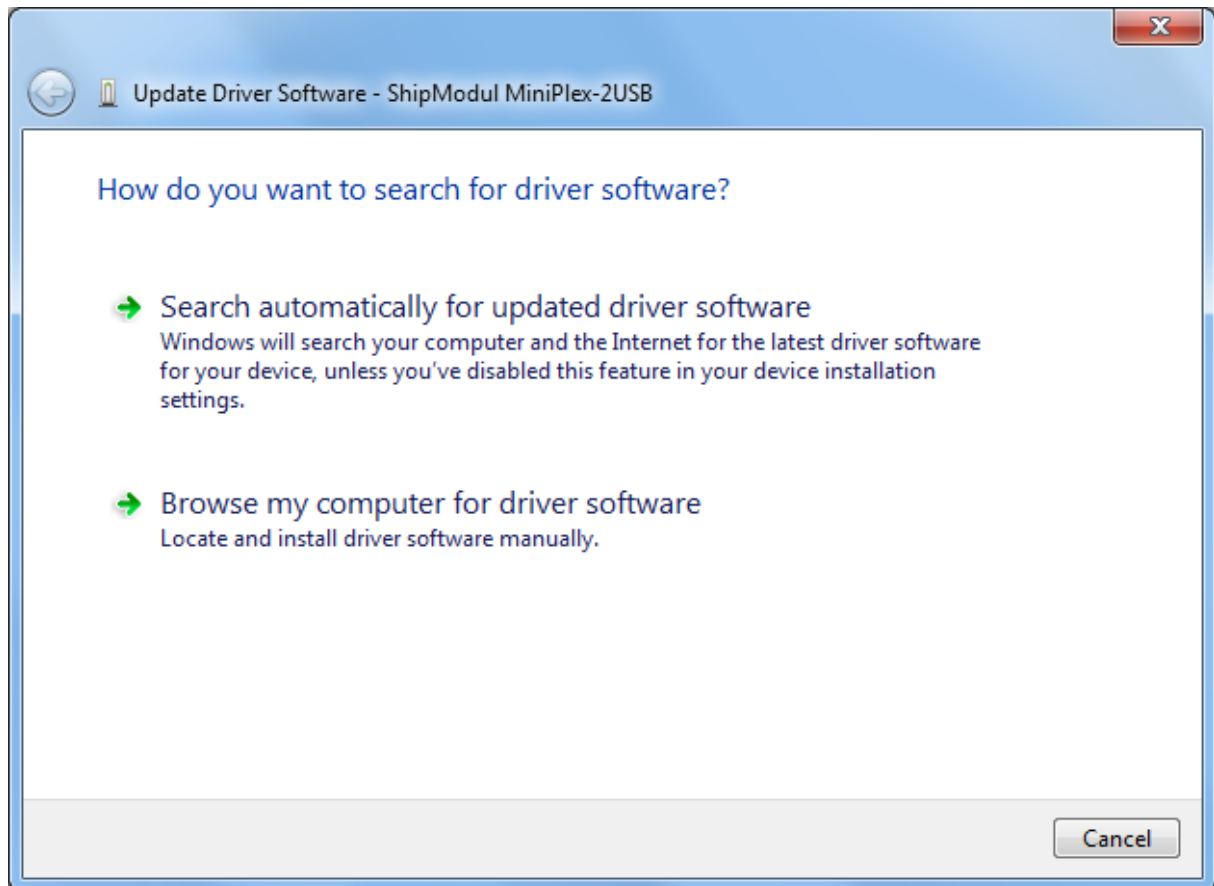 Update Driver Software - ShipModul MiniPlex-2USB
How do you want to search for driver software?
Search automatically for updated driver software
Windows will search your computer and the Internet for the latest driver software
for your device, unless you've disabled this feature in your device installation
settings.
Browse my computer for driver software
Locate and install driver software manually.
Cancel